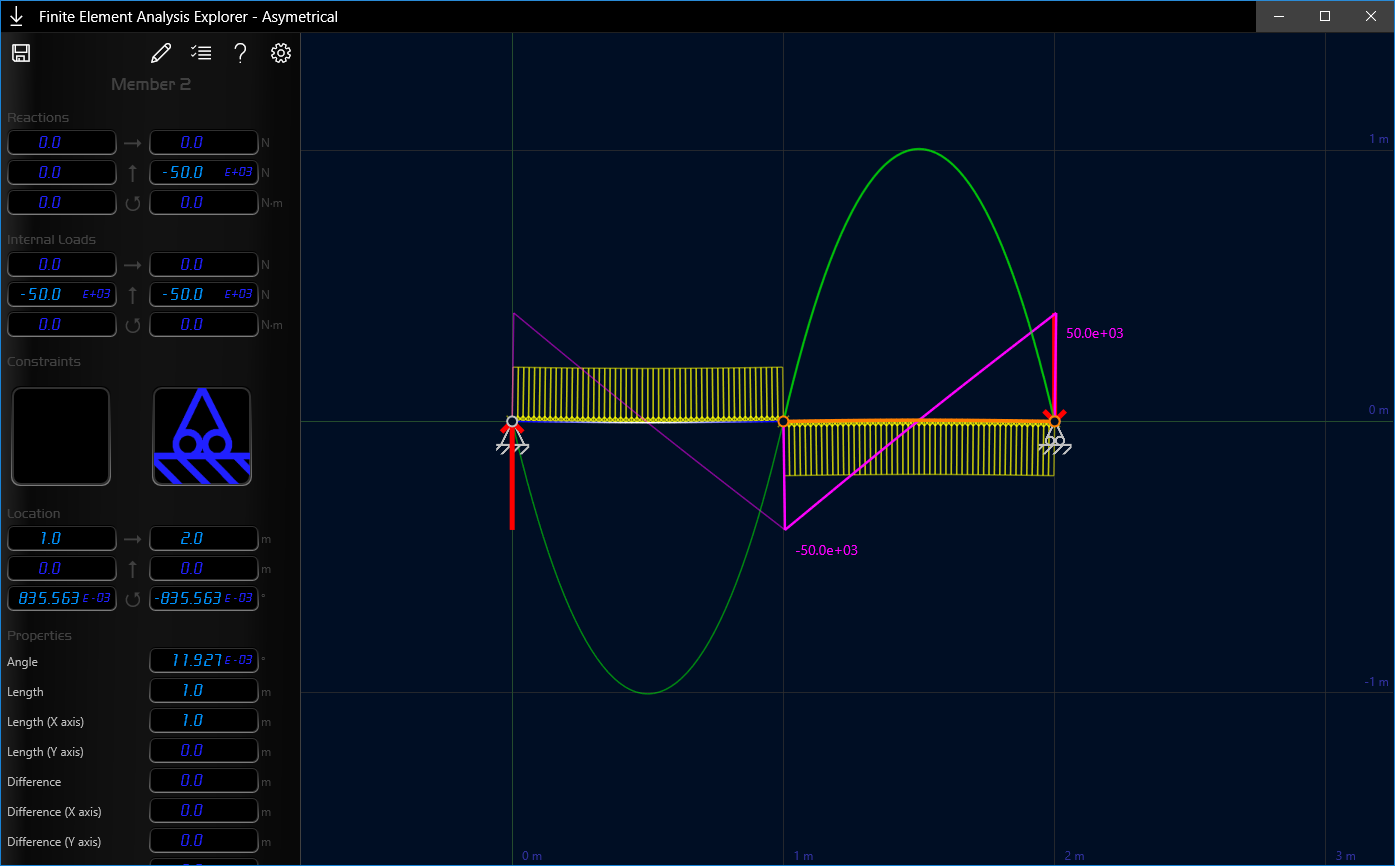 Finite Element Analysis Explorer - Asymetrical
Member 2
Reactions
0.0 0.0 N
0.0 -50.0 E+03 N
0.0 0.0 N·m
Internal Loads
0.0 0.0 N
-50.0 E+03 -50.0 E+03 N
0.0 0.0 N·m
Constraints
Location
1.0 2.0 m
0.0 0.0 m
835.563 E-03 -835.563 E-03 °
Properties
Angle 11.927 E-03 °
Length 1.0 m
Length (X axis) 1.0 m
Length (Y axis) 0.0 m
Difference 0.0 m
Difference (X axis) 0.0 m
Difference (Y axis) 0.0 m
1 m
50.0e+03
0 m
-50.0e+03
-1 m
0 m 1 m 2 m 3 m